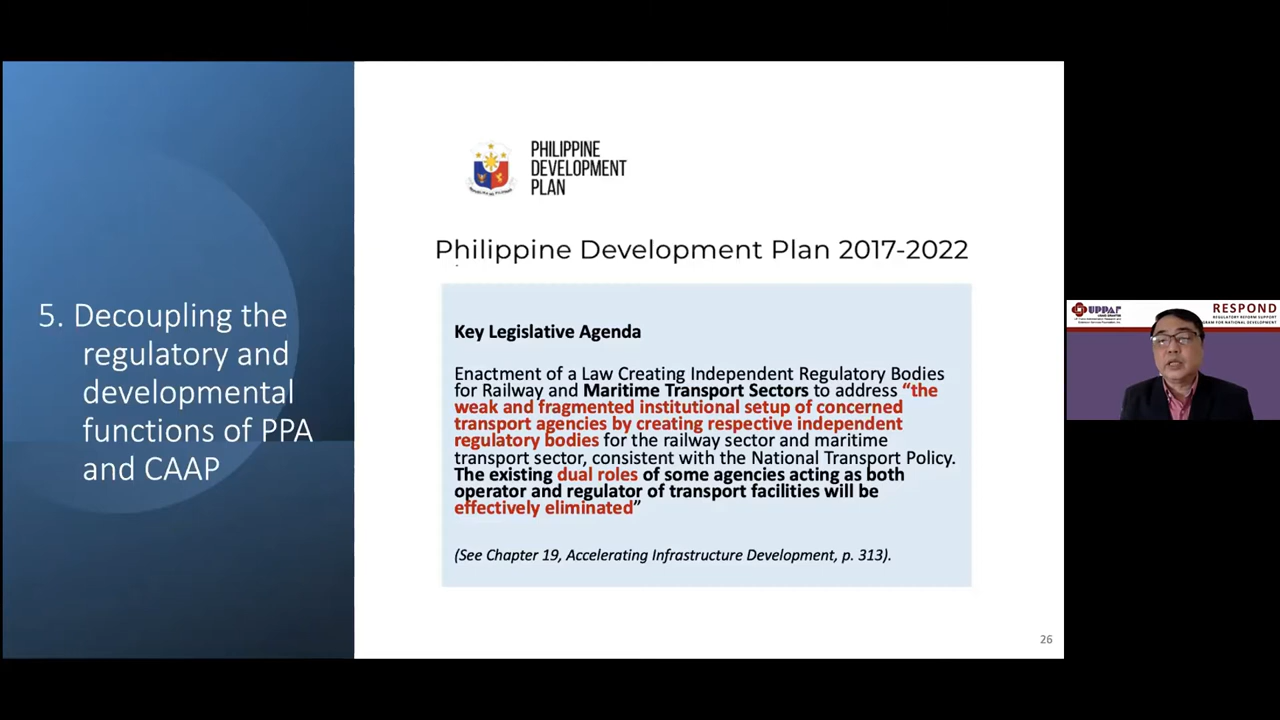 5. Decoupling the
regulatory and
developmental
functions of PPA
and CAAP
PHILIPPINE
DEVELOPMENT
PLAN
Philippine Development Plan 2017-2022
Key Legislative Agenda
Enactment of a Law Creating Independent Regulatory Bodies
for Railway and Maritime Transport Sectors to address “the
weak and fragmented institutional setup of concerned
transport agencies by creating respective independent
regulatory bodies for the railway sector and maritime
transport sector, consistent with the National Transport Policy.
The existing dual roles of some agencies acting as both
operator and regulator of transport facilities will be
effectively eliminated”
(See Chapter 19, Accelerating Infrastructure Development, p. 313).
26
UPPAF
RESPOND
REGULATORY REFORM SUPPORT
GRAM FOR NATIONAL DEVELOPMENT